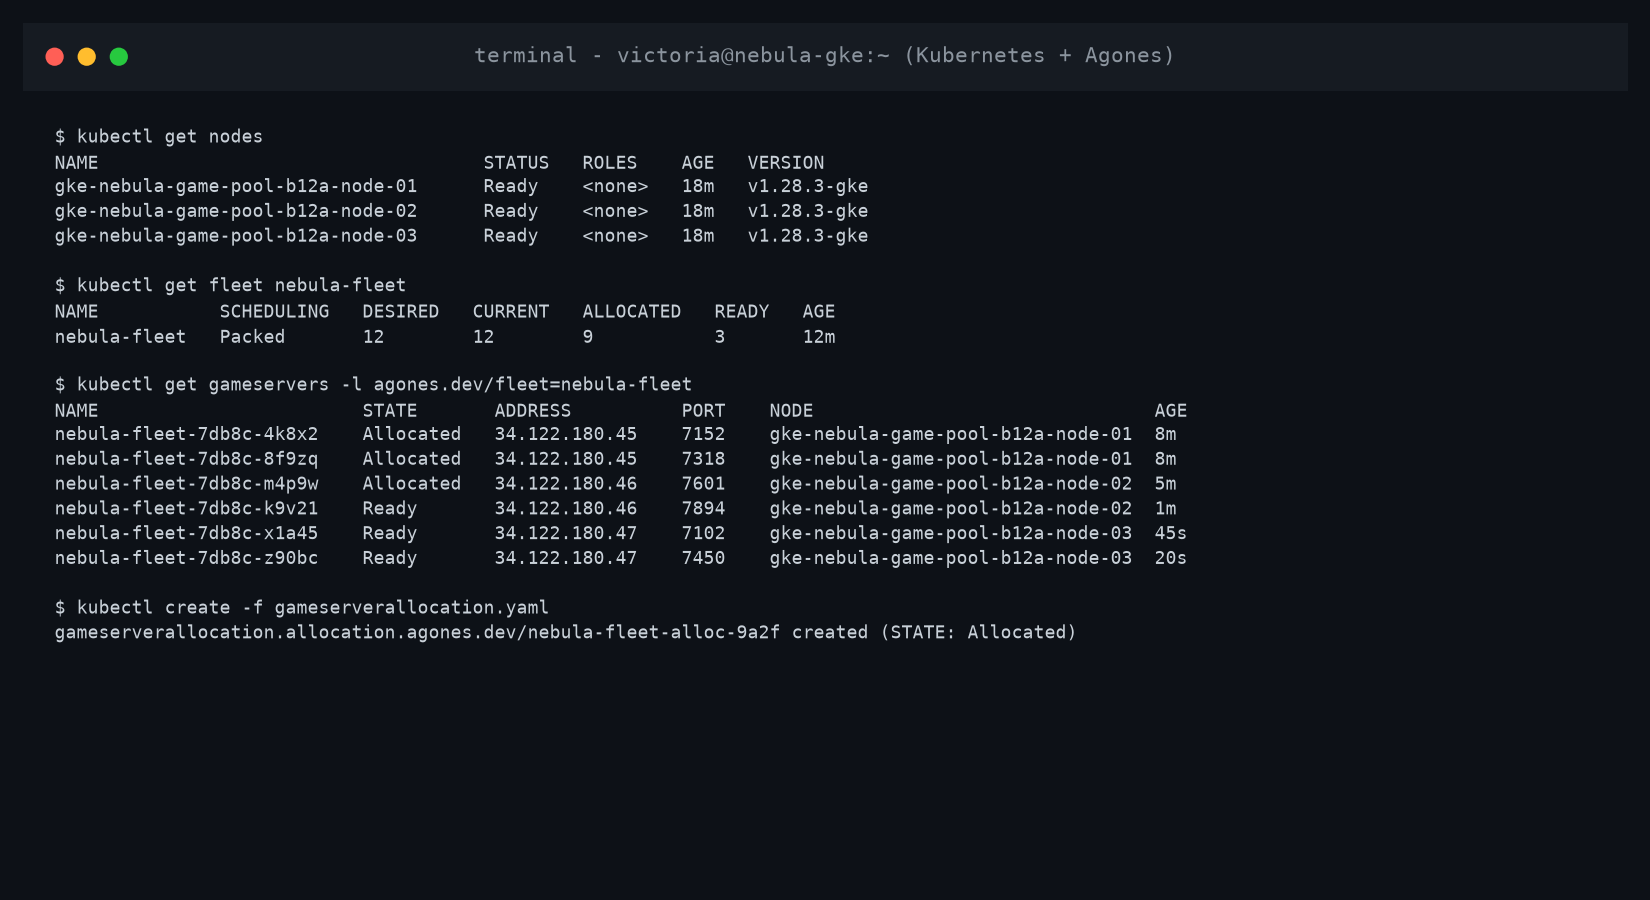 terminal - victoria@nebula-gke:~ (Kubernetes + Agones)
$ kubectl get nodes
NAME                                   STATUS   ROLES    AGE   VERSION
gke-nebula-game-pool-b12a-node-01      Ready    <none>   18m   v1.28.3-gke
gke-nebula-game-pool-b12a-node-02      Ready    <none>   18m   v1.28.3-gke
gke-nebula-game-pool-b12a-node-03      Ready    <none>   18m   v1.28.3-gke
$ kubectl get fleet nebula-fleet
NAME           SCHEDULING   DESIRED   CURRENT   ALLOCATED   READY   AGE
nebula-fleet   Packed       12        12        9           3       12m
$ kubectl get gameservers -l agones.dev/fleet=nebula-fleet
NAME                        STATE       ADDRESS          PORT    NODE                               AGE
nebula-fleet-7db8c-4k8x2    Allocated   34.122.180.45    7152    gke-nebula-game-pool-b12a-node-01  8m
nebula-fleet-7db8c-8f9zq    Allocated   34.122.180.45    7318    gke-nebula-game-pool-b12a-node-01  8m
nebula-fleet-7db8c-m4p9w    Allocated   34.122.180.46    7601    gke-nebula-game-pool-b12a-node-02  5m
nebula-fleet-7db8c-k9v21    Ready       34.122.180.46    7894    gke-nebula-game-pool-b12a-node-02  1m
nebula-fleet-7db8c-x1a45    Ready       34.122.180.47    7102    gke-nebula-game-pool-b12a-node-03  45s
nebula-fleet-7db8c-z90bc    Ready       34.122.180.47    7450    gke-nebula-game-pool-b12a-node-03  20s
$ kubectl create -f gameserverallocation.yaml
gameserverallocation.allocation.agones.dev/nebula-fleet-alloc-9a2f created (STATE: Allocated)